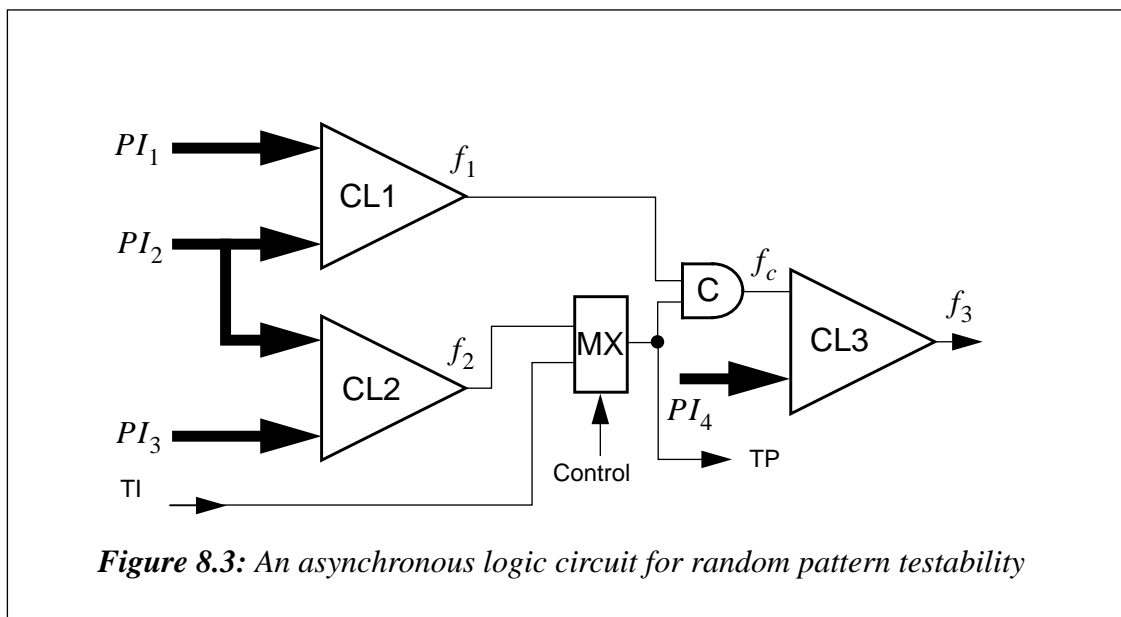 PI1
f1
CL1
PI2
C
fc
f3
CL3
MX
f2
CL2
PI4
PI3
TP
Control
TI
Figure 8.3: An asynchronous logic circuit for random pattern testability